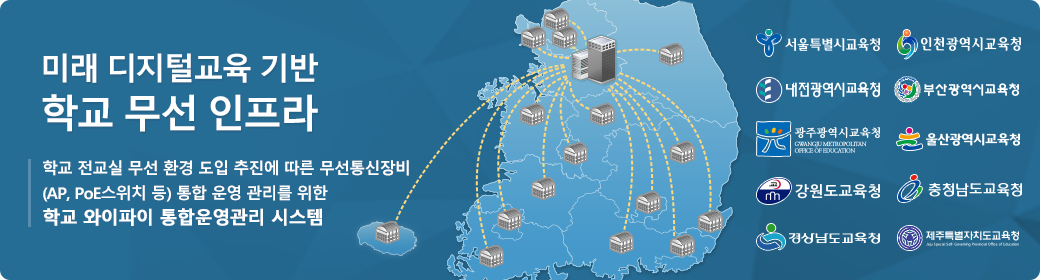 미래 디지털교육 기반
학교 무선 인프라
학교 전교실 무선 환경 도입 추진에 따른 무선통신장비
(AP, PoE스위치 등) 통합 운영 관리를 위한
학교 와이파이 통합운영관리 시스템
서울특별시교육청
인천광역시교육청
대전광역시교육청
부산광역시교육청
광주광역시교육청
GWANGJU METROPOLITAN
OFFICE OF EDUCATION
울산광역시교육청
강원도교육청
충청남도교육청
경상남도교육청
제주특별자치도교육청
Jeju Special Self-Governing Provincial Office of Education